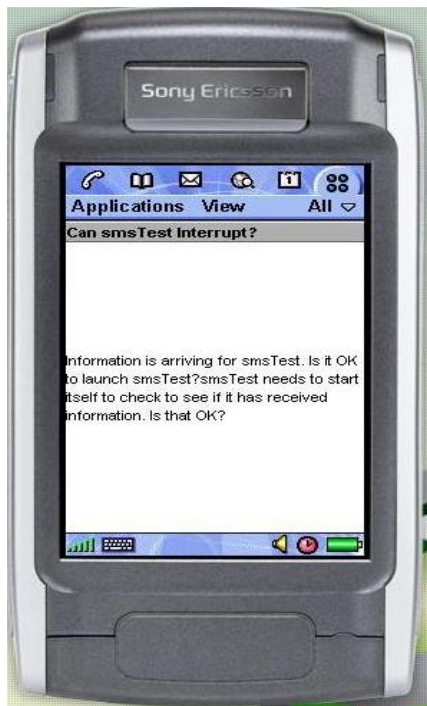 Sony Ericsson
1
Applications View All
Can smsTest Interrupt?
Information is arriving for smsTest. Is it OK
to launch smsTest?smsTest needs to start
itself to check to see if it has received
information. Is that OK?